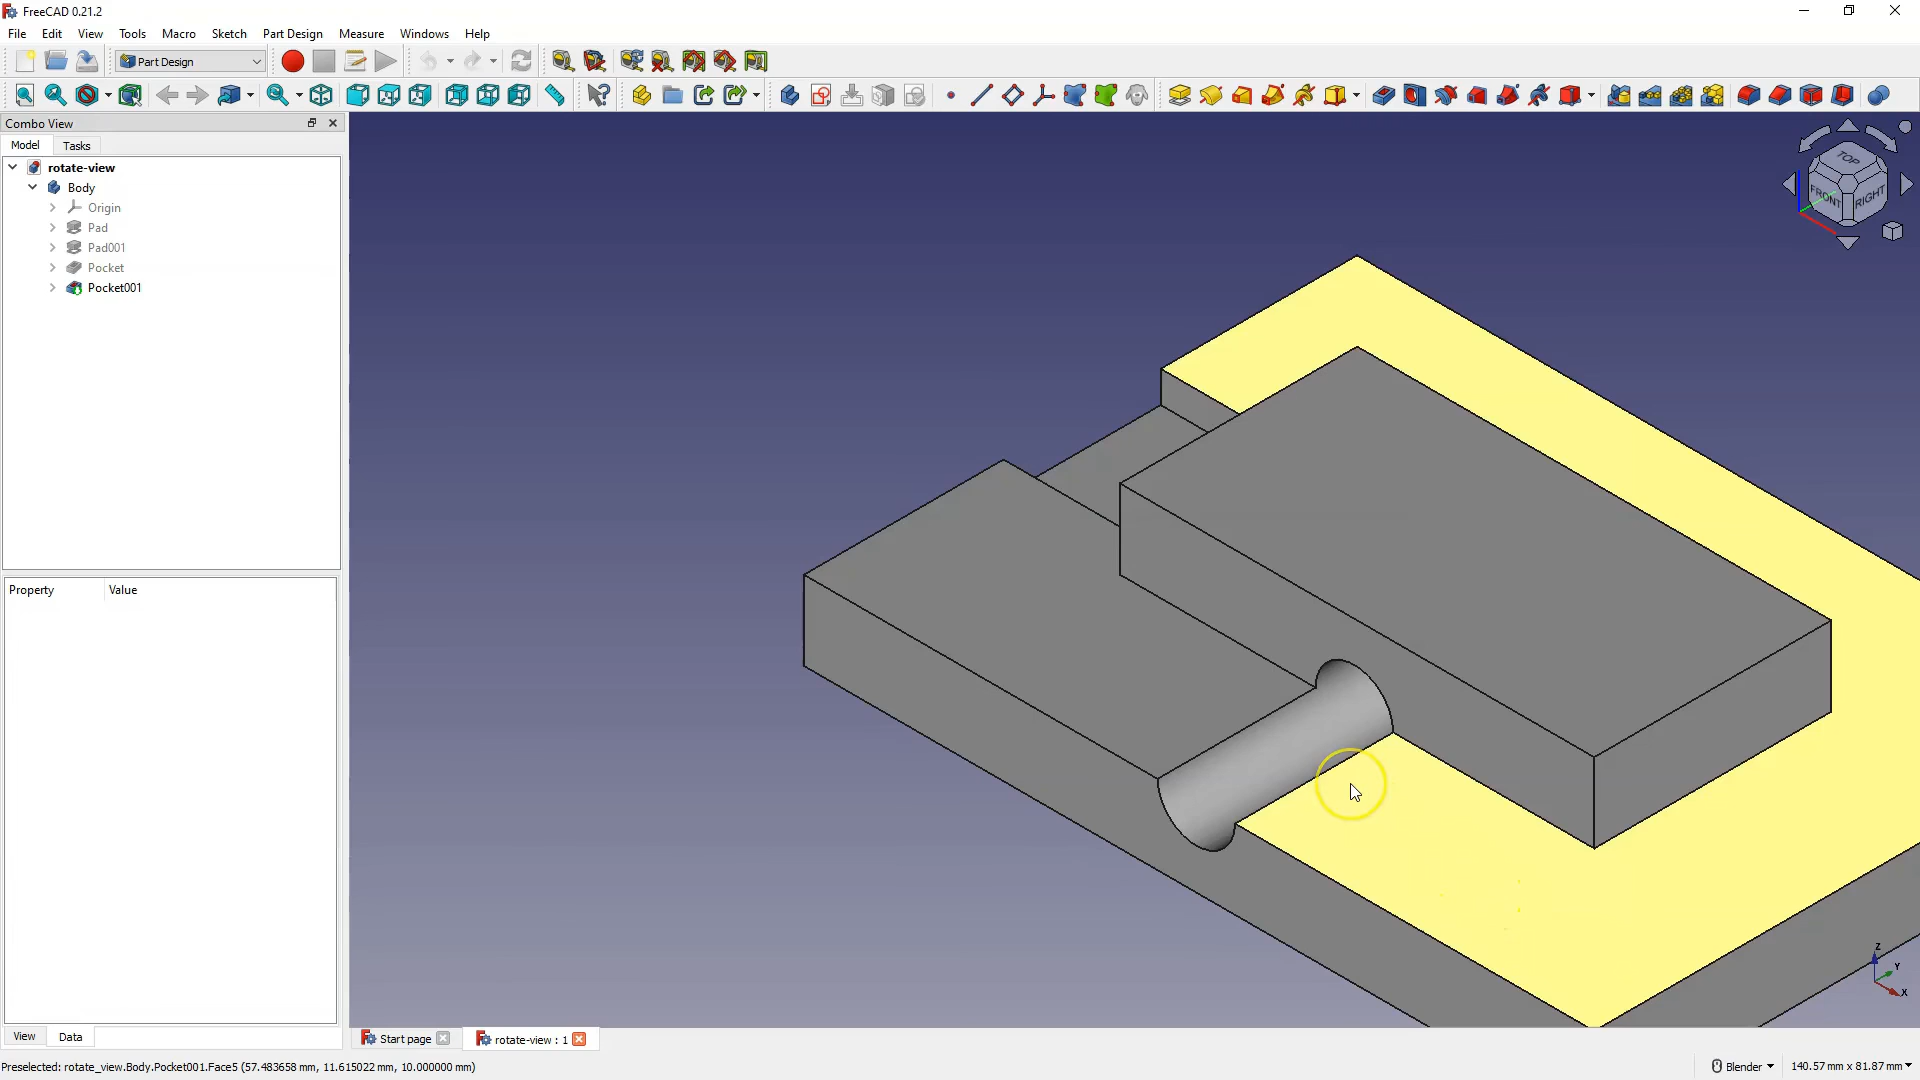 FreeCAD 0.21.2
File Edit View Tools Macro Sketch Part Design Measure Windows Help
Part Design
Combo View
Model Tasks
rotate-view
Body
Origin
Pad
Pad001
Pocket
Pocket001
TOP
FRONT RIGHT
Property Value
Z
Y
X
View Data
Start page rotate-view : 1
Preselected: rotate_view.Body.Pocket001.Face5 (57.483658 mm, 11.615022 mm, 10.000000 mm) Blender 140.57 mm x 81.87 mm